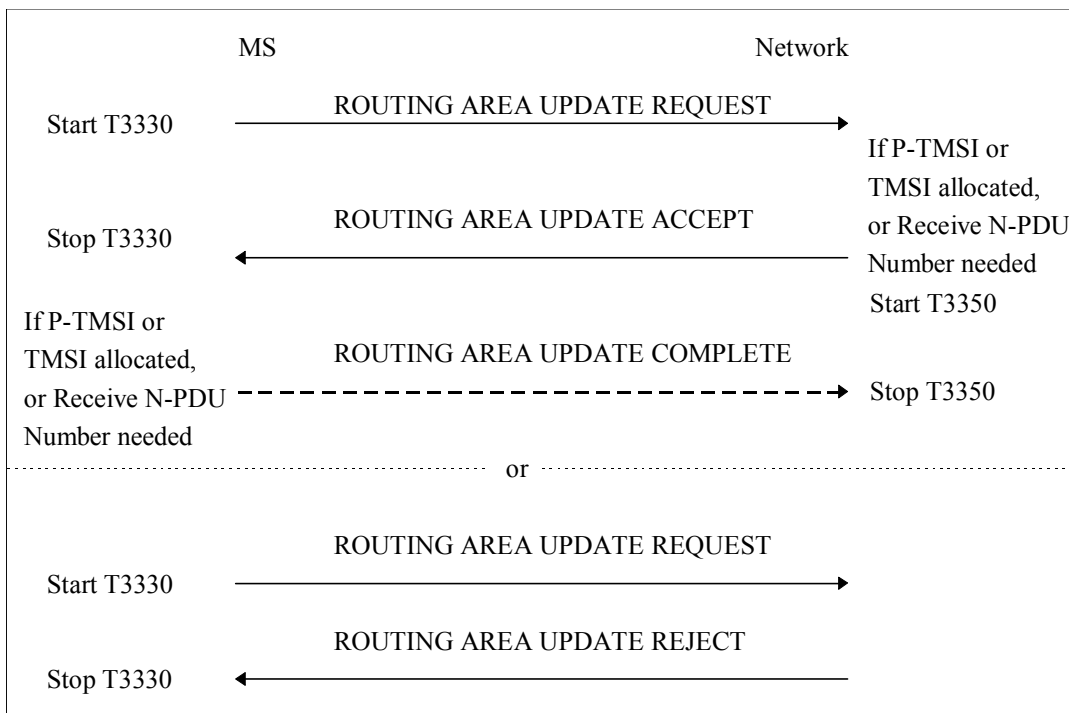 MS Network
Start T3330 ROUTING AREA UPDATE REQUEST
If P-TMSI or
TMSI allocated,
or Receive N-PDU
Number needed
Start T3350
Stop T3330 ROUTING AREA UPDATE ACCEPT
If P-TMSI or
TMSI allocated,
or Receive N-PDU
Number needed
ROUTING AREA UPDATE COMPLETE
Stop T3350
or
ROUTING AREA UPDATE REQUEST
Start T3330
ROUTING AREA UPDATE REJECT
Stop T3330